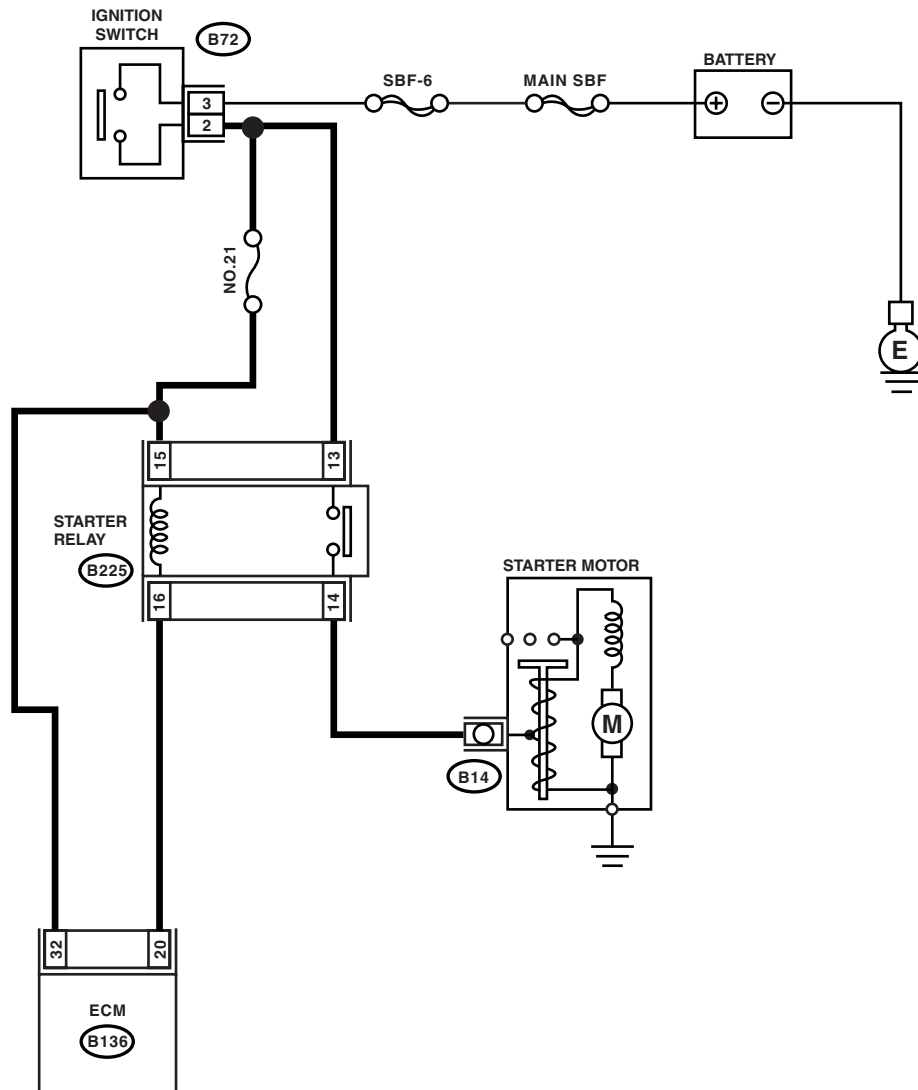 IGNITION
SWITCH
B72
SBF-6
MAIN SBF
BATTERY
3
2
+
−
NO.21
E
15
13
STARTER
RELAY
B225
16
14
STARTER MOTOR
M
B14
32
20
ECM
B136